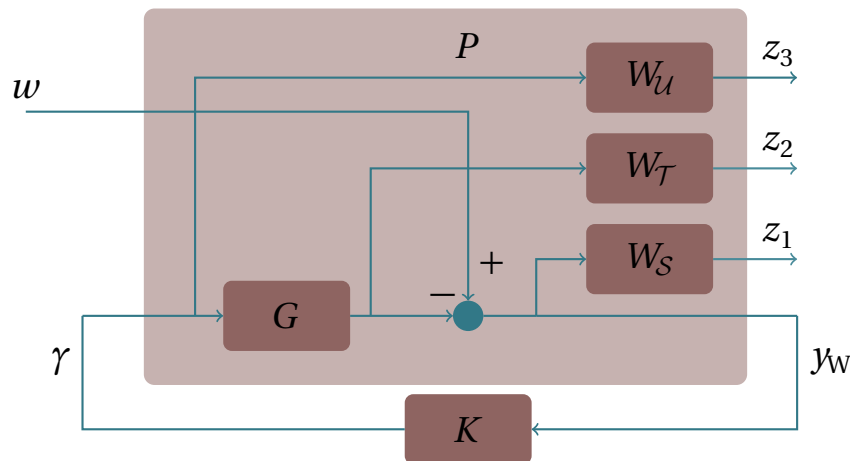 P
W_𝒰
z₃
w
W_𝒯
z₂
W_𝒮
z₁
+
−
G
γ
y_W
K